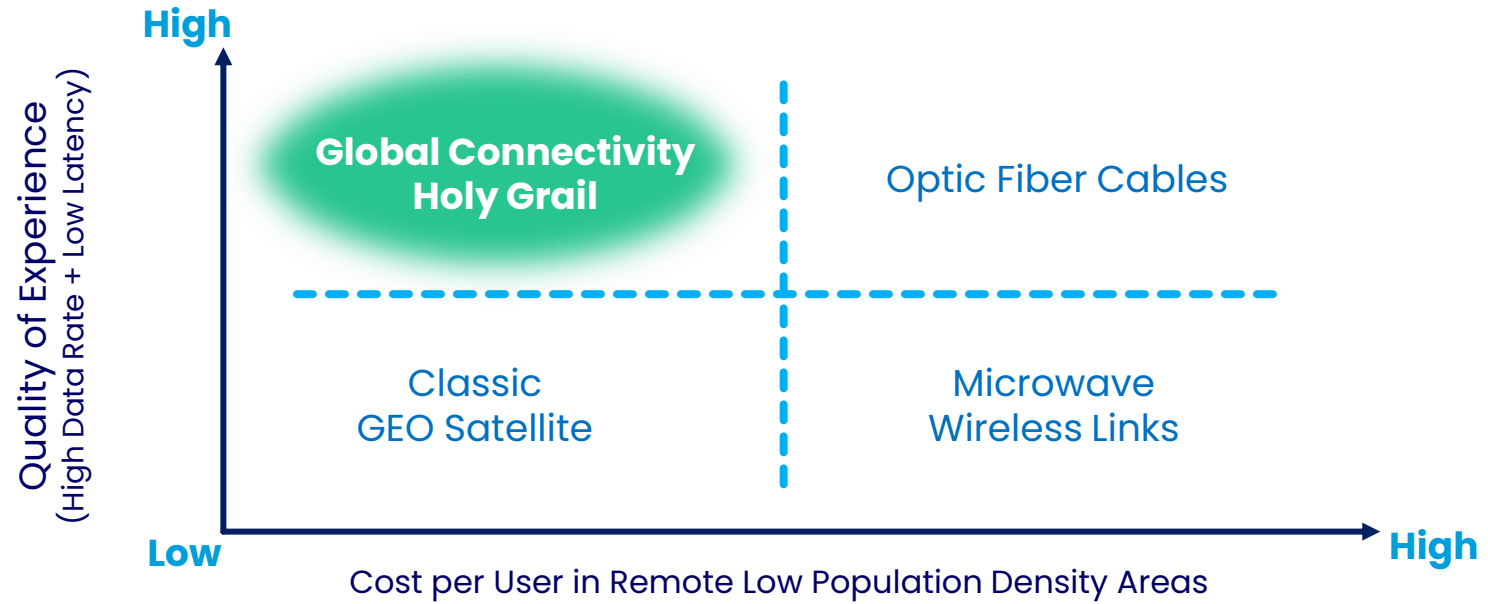 High
Quality of Experience
(High Data Rate + Low Latency)
Global Connectivity
Holy Grail
Optic Fiber Cables
Classic
GEO Satellite
Microwave
Wireless Links
Low
High
Cost per User in Remote Low Population Density Areas